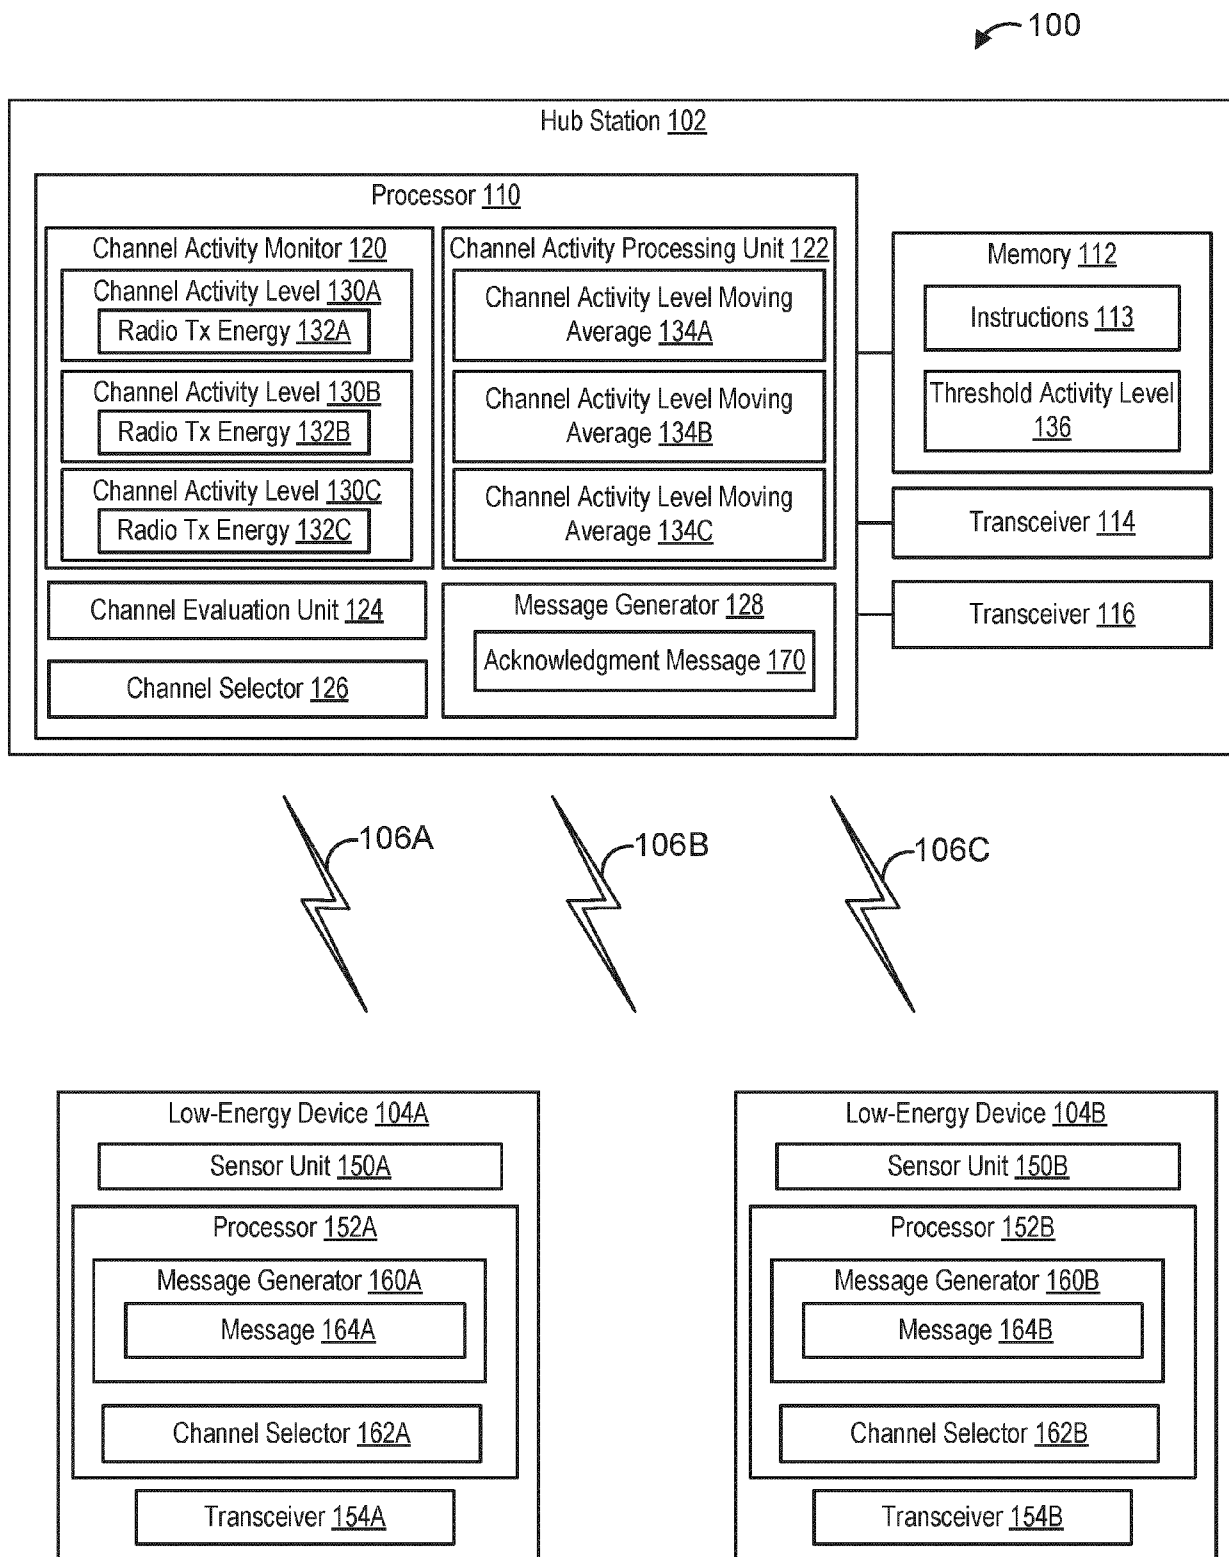 100
Hub Station 102
Processor 110
Channel Activity Monitor 120
Channel Activity Level 130A
Radio Tx Energy 132A
Channel Activity Level 130B
Radio Tx Energy 132B
Channel Activity Level 130C
Radio Tx Energy 132C
Channel Activity Processing Unit 122
Channel Activity Level Moving
Average 134A
Channel Activity Level Moving
Average 134B
Channel Activity Level Moving
Average 134C
Channel Evaluation Unit 124
Channel Selector 126
Message Generator 128
Acknowledgment Message 170
Memory 112
Instructions 113
Threshold Activity Level
136
Transceiver 114
Transceiver 116
106A
106B
106C
Low-Energy Device 104A
Sensor Unit 150A
Processor 152A
Message Generator 160A
Message 164A
Channel Selector 162A
Transceiver 154A
Low-Energy Device 104B
Sensor Unit 150B
Processor 152B
Message Generator 160B
Message 164B
Channel Selector 162B
Transceiver 154B